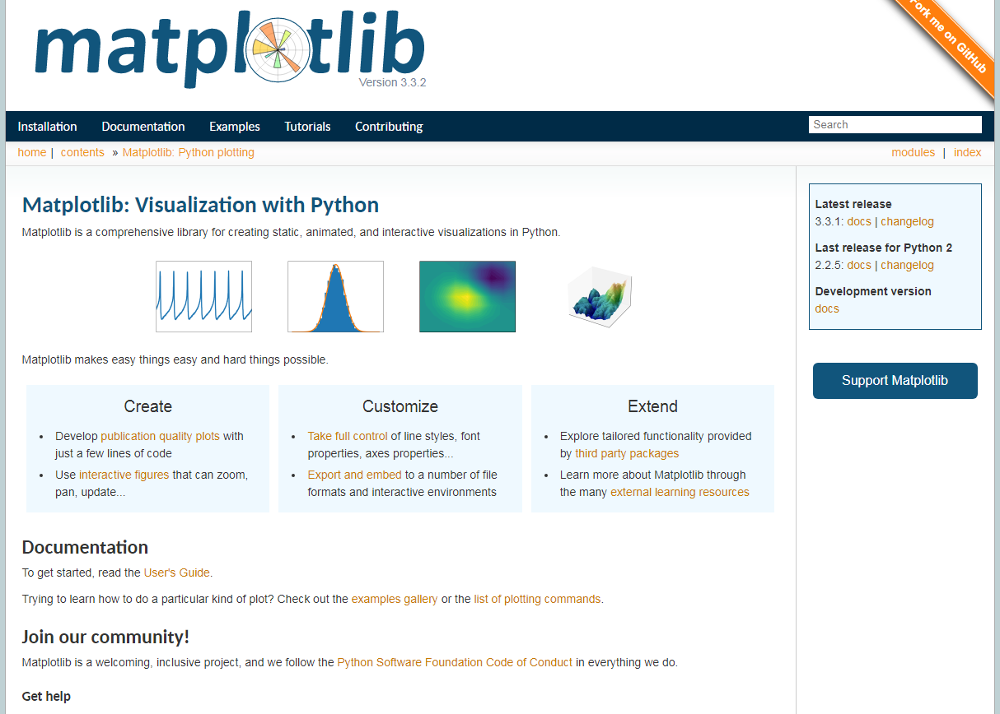 matplotlib
Version 3.3.2
Fork me on GitHub
Installation Documentation Examples Tutorials Contributing Search
home | contents » Matplotlib: Python plotting modules | index
Matplotlib: Visualization with Python
Matplotlib is a comprehensive library for creating static, animated, and interactive visualizations in Python.
Matplotlib makes easy things easy and hard things possible.
Create
• Develop publication quality plots with
just a few lines of code
• Use interactive figures that can zoom,
pan, update...
Customize
• Take full control of line styles, font
properties, axes properties...
• Export and embed to a number of file
formats and interactive environments
Extend
• Explore tailored functionality provided
by third party packages
• Learn more about Matplotlib through
the many external learning resources
Documentation
To get started, read the User's Guide.
Trying to learn how to do a particular kind of plot? Check out the examples gallery or the list of plotting commands.
Join our community!
Matplotlib is a welcoming, inclusive project, and we follow the Python Software Foundation Code of Conduct in everything we do.
Get help
Latest release
3.3.1: docs | changelog
Last release for Python 2
2.2.5: docs | changelog
Development version
docs
Support Matplotlib